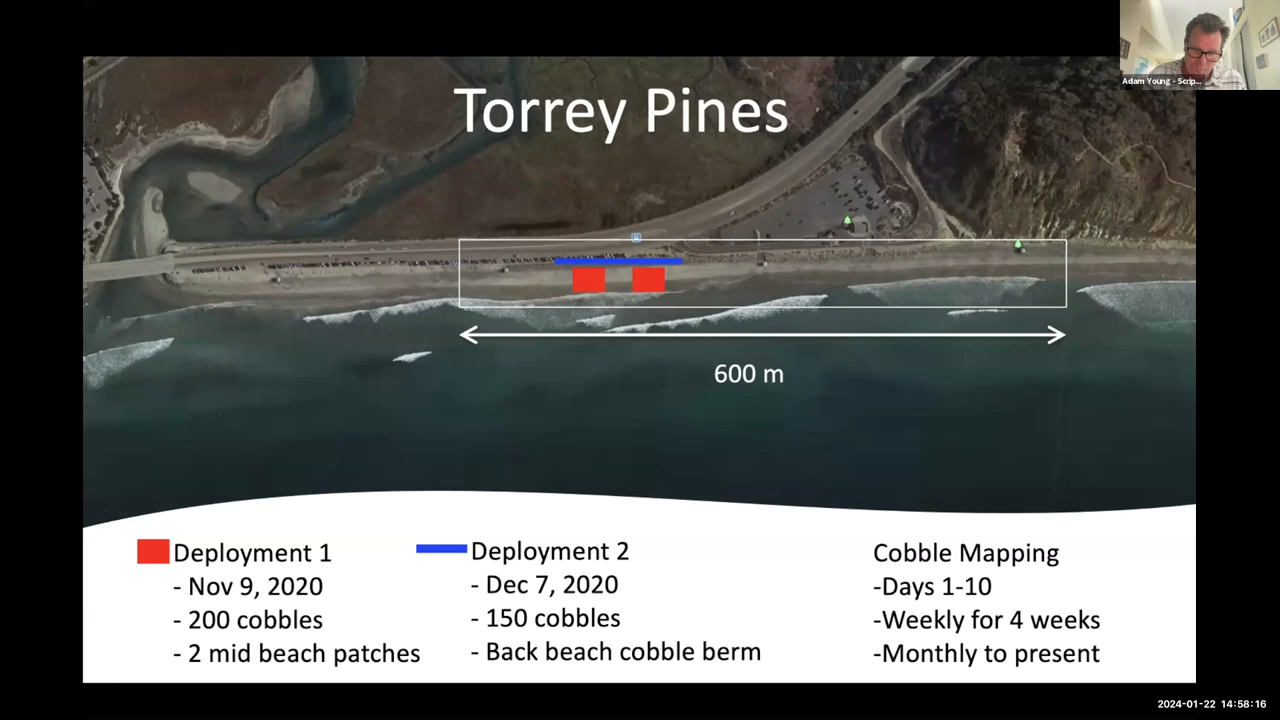 Adam Young - Scrip...
Torrey Pines
600 m
Deployment 1
- Nov 9, 2020
- 200 cobbles
- 2 mid beach patches
Deployment 2
- Dec 7, 2020
- 150 cobbles
- Back beach cobble berm
Cobble Mapping
-Days 1-10
-Weekly for 4 weeks
-Monthly to present
2024-01-22 14:58:16